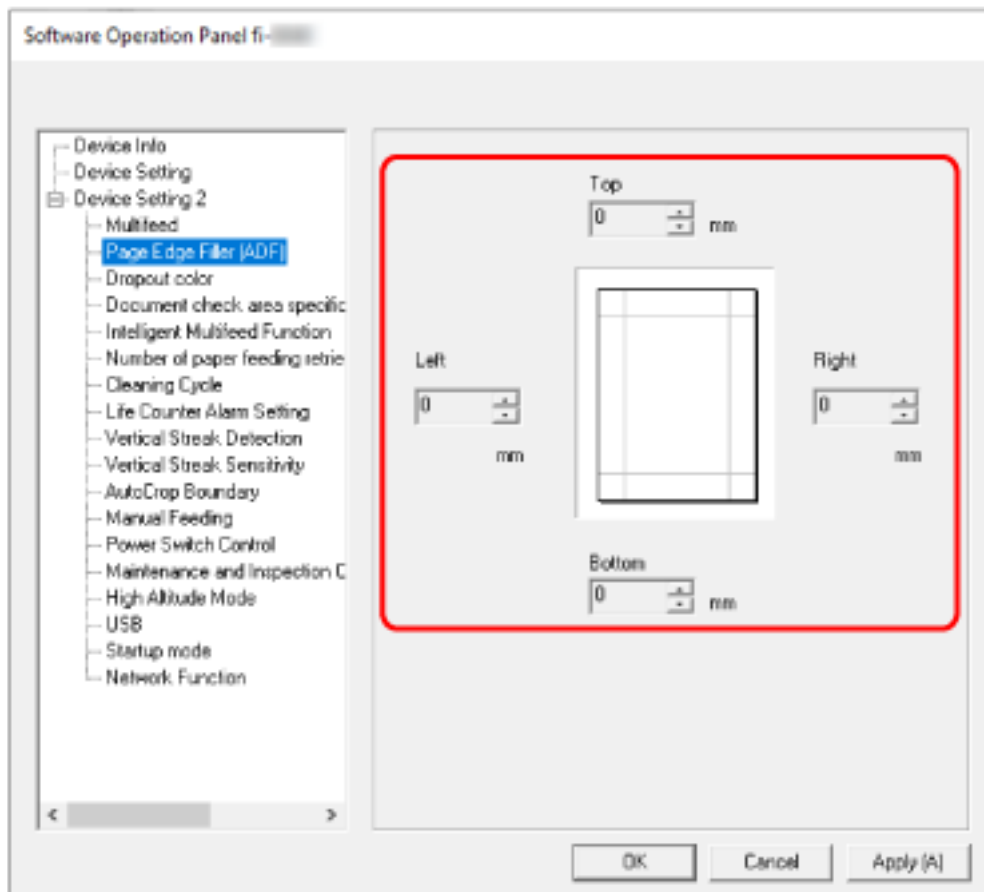 Software Operation Panel fi-
Device Info
Device Setting
Device Setting 2
Multifeed
Page Edge Filler (ADF)
Dropout color
Document check area specific
Intelligent Multifeed Function
Number of paper feeding retrie
Cleaning Cycle
Life Counter Alarm Setting
Vertical Streak Detection
Vertical Streak Sensitivity
AutoCrop Boundary
Manual Feeding
Power Switch Control
Maintenance and Inspection C
High Altitude Mode
USB
Startup mode
Network Function
Top
0 mm
Left
0
mm
Right
0
mm
Bottom
0 mm
OK Cancel Apply (A)